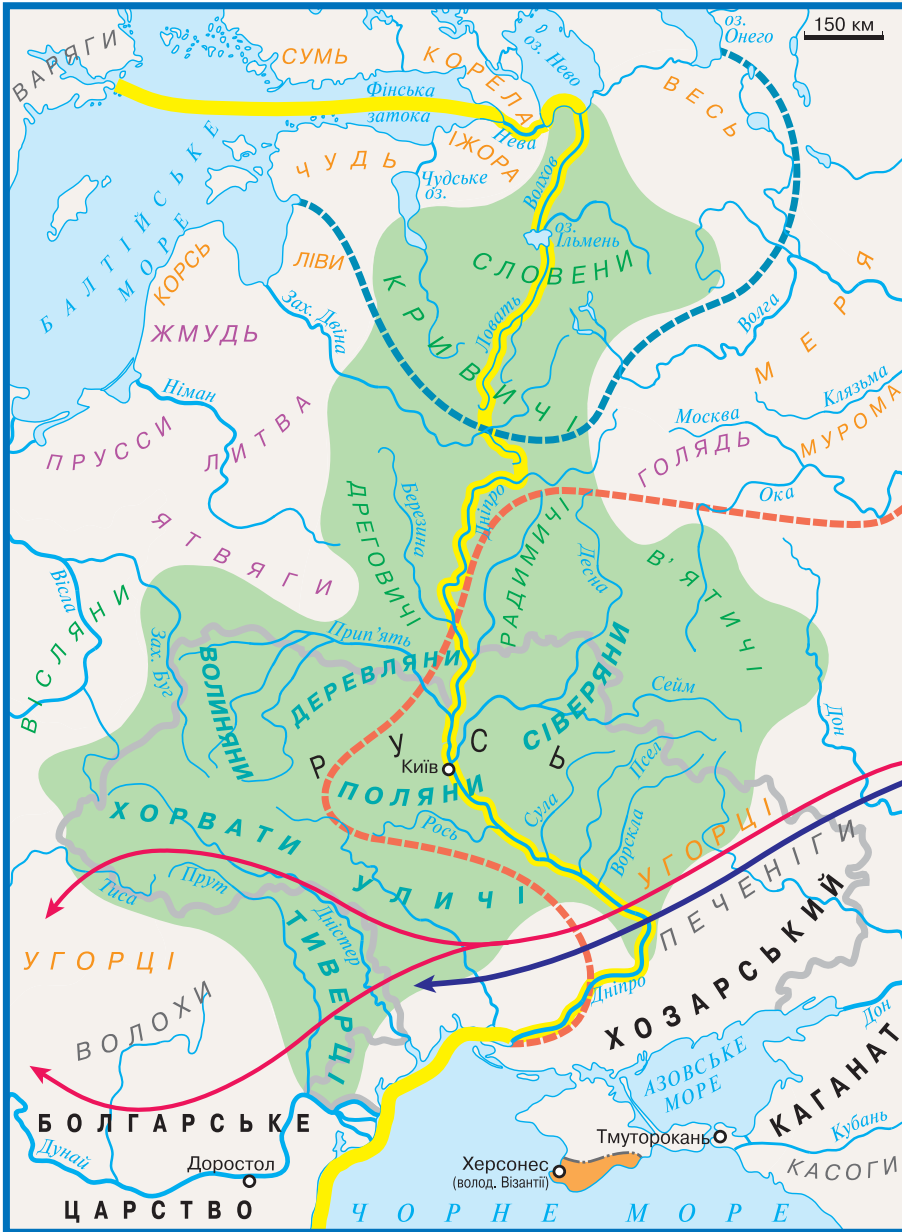 ВАРЯГИ
СУМЬ
КОРЕЛА
оз. Нево
оз.
Онего
150 км
Фінська
затока
Нева
ІЖОРА
ВЕСЬ
ЧУДЬ
Чудське
оз.
Волхов
БАЛТІЙСЬКЕ
МОРЕ
оз.
Ільмень
СЛОВЕНИ
КОРСЬ
ЛІВИ
КРИВИЧІ
Зах. Двіна
Ловать
Волга
МЕРЯ
ЖМУДЬ
Німан
Клязьма
Москва
МУРОМА
ПРУССИ
ЛИТВА
ГОЛЯДЬ
Ока
ЯТВЯГИ
ДРЕГОВИЧІ
Березина
Дніпро
РАДИМИЧІ
Десна
В'ЯТИЧІ
Вісла
ВІСЛЯНИ
Зах. Буг
Прип'ять
ВОЛИНЯНИ
ДЕРЕВЛЯНИ
СІВЕРЯНИ
Сейм
Дон
РУСЬ
Київ
ПОЛЯНИ
Псел
Сула
Ворскла
ХОРВАТИ
Рось
УГОРЦІ
ПЕЧЕНІГИ
Тиса
Прут
УЛИЧІ
Дністер
ТИВЕРЦІ
УГОРЦІ
ВОЛОХИ
Дніпро
ХОЗАРСЬКИЙ
КАГАНАТ
Дон
АЗОВСЬКЕ
МОРЕ
БОЛГАРСЬКЕ
ЦАРСТВО
Дунай
Доростол
Тмуторокань
Кубань
Херсонес
(волод. Візантії)
КАСОГИ
ЧОРНЕ МОРЕ